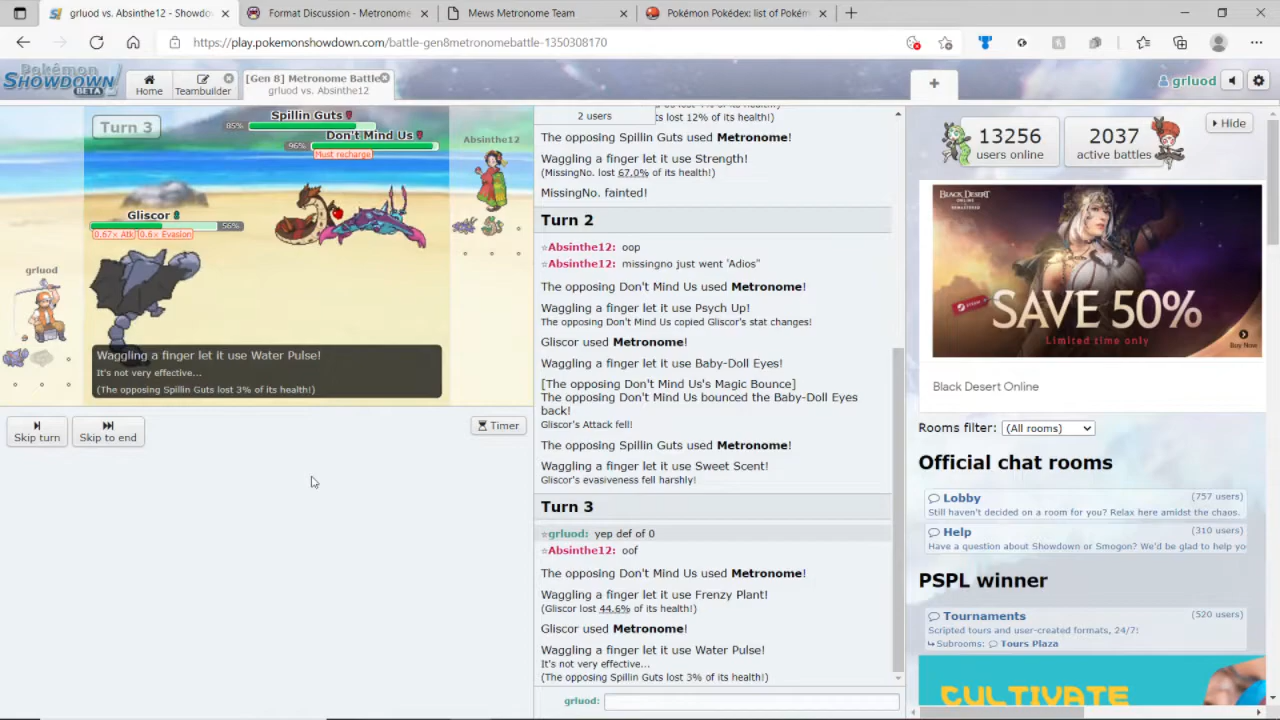 grluod vs. Absinthe12 - Showdo
Format Discussion - Metronome
Mews Metronome Team
Pokémon Pokédex: list of Pokém
https://play.pokemonshowdown.com/battle-gen8metronomebattle-1350308170
Pokémon
SHOWDOWN
BETA
Home
Teambuilder
[Gen 8] Metronome Battle
grluod vs. Absinthe12
grluod
Turn 3
Spillin Guts
85%
Don't Mind Us
96%
Must recharge
Absinthe12
Gliscor
56%
0.67× Atk
0.6× Evasion
grluod
Waggling a finger let it use Water Pulse!
It's not very effective...
(The opposing Spillin Guts lost 3% of its health!)
Skip turn
Skip to end
Timer
2 users
ts lost 12% of its health!)
The opposing Spillin Guts used Metronome!
Waggling a finger let it use Strength!
(MissingNo. lost 67.0% of its health!)
MissingNo. fainted!
Turn 2
☆Absinthe12: oop
☆Absinthe12: missingno just went 'Adios"
The opposing Don't Mind Us used Metronome!
Waggling a finger let it use Psych Up!
The opposing Don't Mind Us copied Gliscor's stat changes!
Gliscor used Metronome!
Waggling a finger let it use Baby-Doll Eyes!
[The opposing Don't Mind Us's Magic Bounce]
The opposing Don't Mind Us bounced the Baby-Doll Eyes
back!
Gliscor's Attack fell!
The opposing Spillin Guts used Metronome!
Waggling a finger let it use Sweet Scent!
Gliscor's evasiveness fell harshly!
Turn 3
☆grluod: yep def of 0
☆Absinthe12: oof
The opposing Don't Mind Us used Metronome!
Waggling a finger let it use Frenzy Plant!
(Gliscor lost 44.6% of its health!)
Gliscor used Metronome!
Waggling a finger let it use Water Pulse!
It's not very effective...
(The opposing Spillin Guts lost 3% of its health!)
grluod:
13256
users online
2037
active battles
Hide
BLACK DESERT
ONLINE
REMASTERED
SAVE 50%
Limited time only
Buy Now
Black Desert Online
Rooms filter:
(All rooms)
Official chat rooms
Lobby
(757 users)
Still haven't decided on a room for you? Relax here amidst the chaos.
Help
(310 users)
Have a question about Showdown or Smogon? We'd be glad to help yo
PSPL winner
Tournaments
(520 users)
Scripted tours and user-created formats, 24/7!
Subrooms: Tours Plaza
CULTIVATE